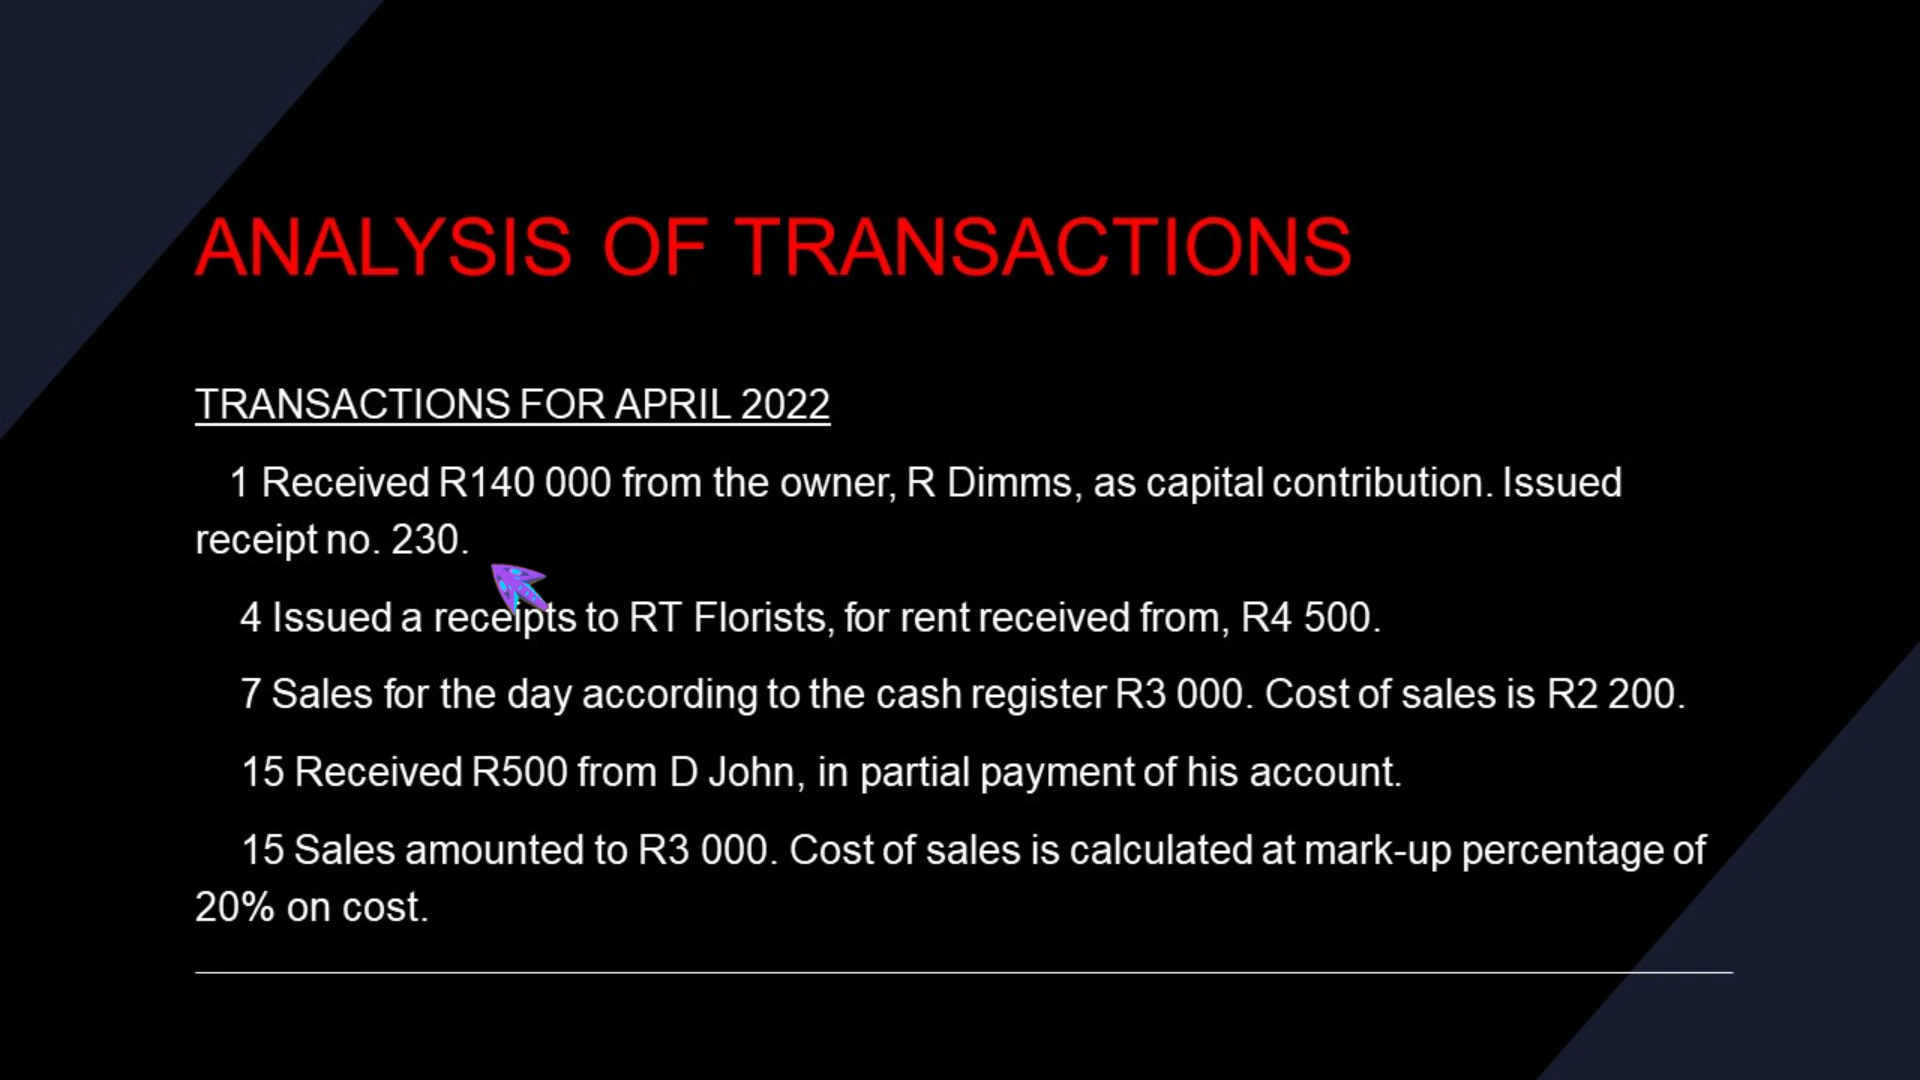 ANALYSIS OF TRANSACTIONS
TRANSACTIONS FOR APRIL 2022
1 Received R140 000 from the owner, R Dimms, as capital contribution. Issued
receipt no. 230.
4 Issued a receipts to RT Florists, for rent received from, R4 500.
7 Sales for the day according to the cash register R3 000. Cost of sales is R2 200.
15 Received R500 from D John, in partial payment of his account.
15 Sales amounted to R3 000. Cost of sales is calculated at mark-up percentage of
20% on cost.